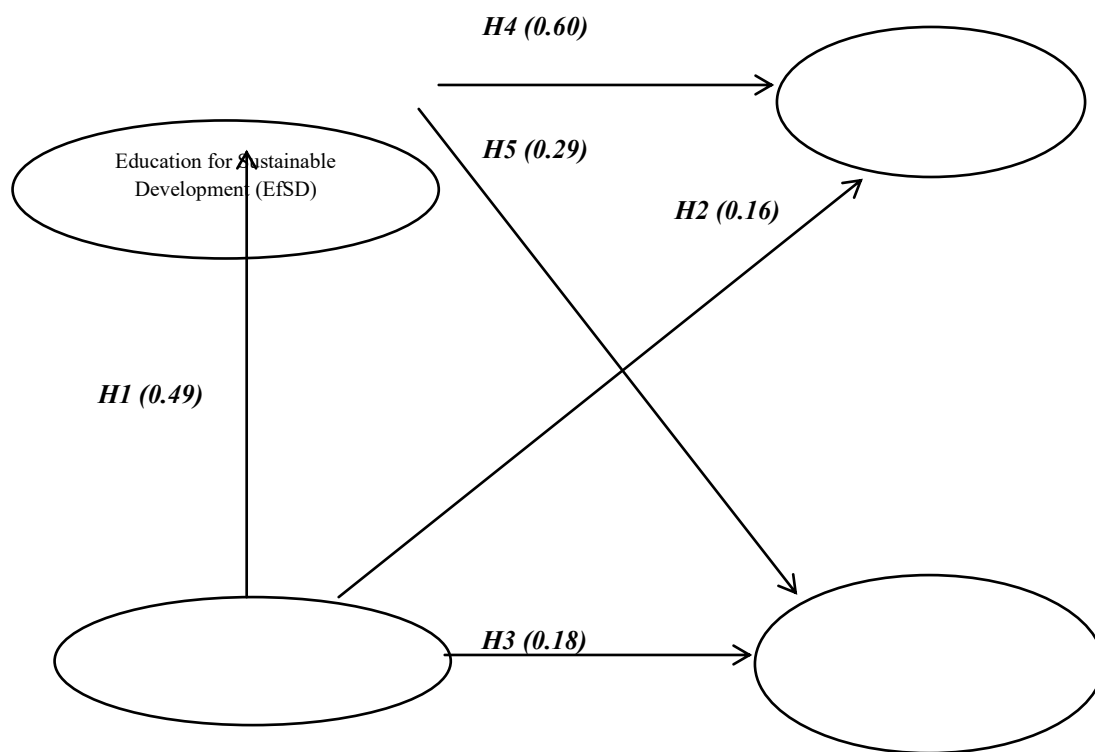 H4 (0.60)
H5 (0.29)
Education for Sustainable
Development (EfSD)
H2 (0.16)
H1 (0.49)
H3 (0.18)